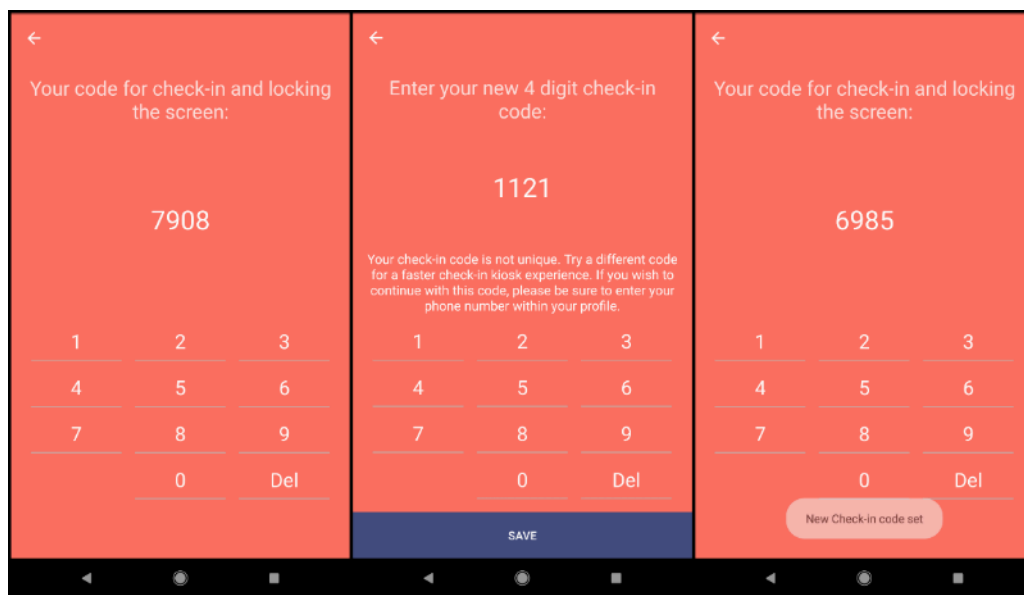 Your code for check-in and locking
the screen:
7908
1 2 3
4 5 6
7 8 9
0 Del
Enter your new 4 digit check-in
code:
1121
Your check-in code is not unique. Try a different code
for a faster check-in kiosk experience. If you wish to
continue with this code, please be sure to enter your
phone number within your profile.
1 2 3
4 5 6
7 8 9
0 Del
SAVE
Your code for check-in and locking
the screen:
6985
1 2 3
4 5 6
7 8 9
0 Del
New Check-in code set